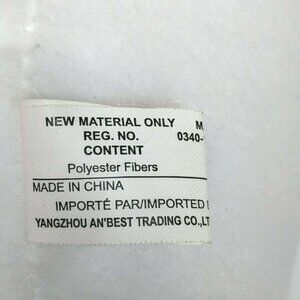 NEW MATERIAL ONLY M
REG. NO. 0340-
CONTENT
Polyester Fibers
MADE IN CHINA
IMPORTÉ PAR/IMPORTED
YANGZHOU AN'BEST TRADING CO.,LT